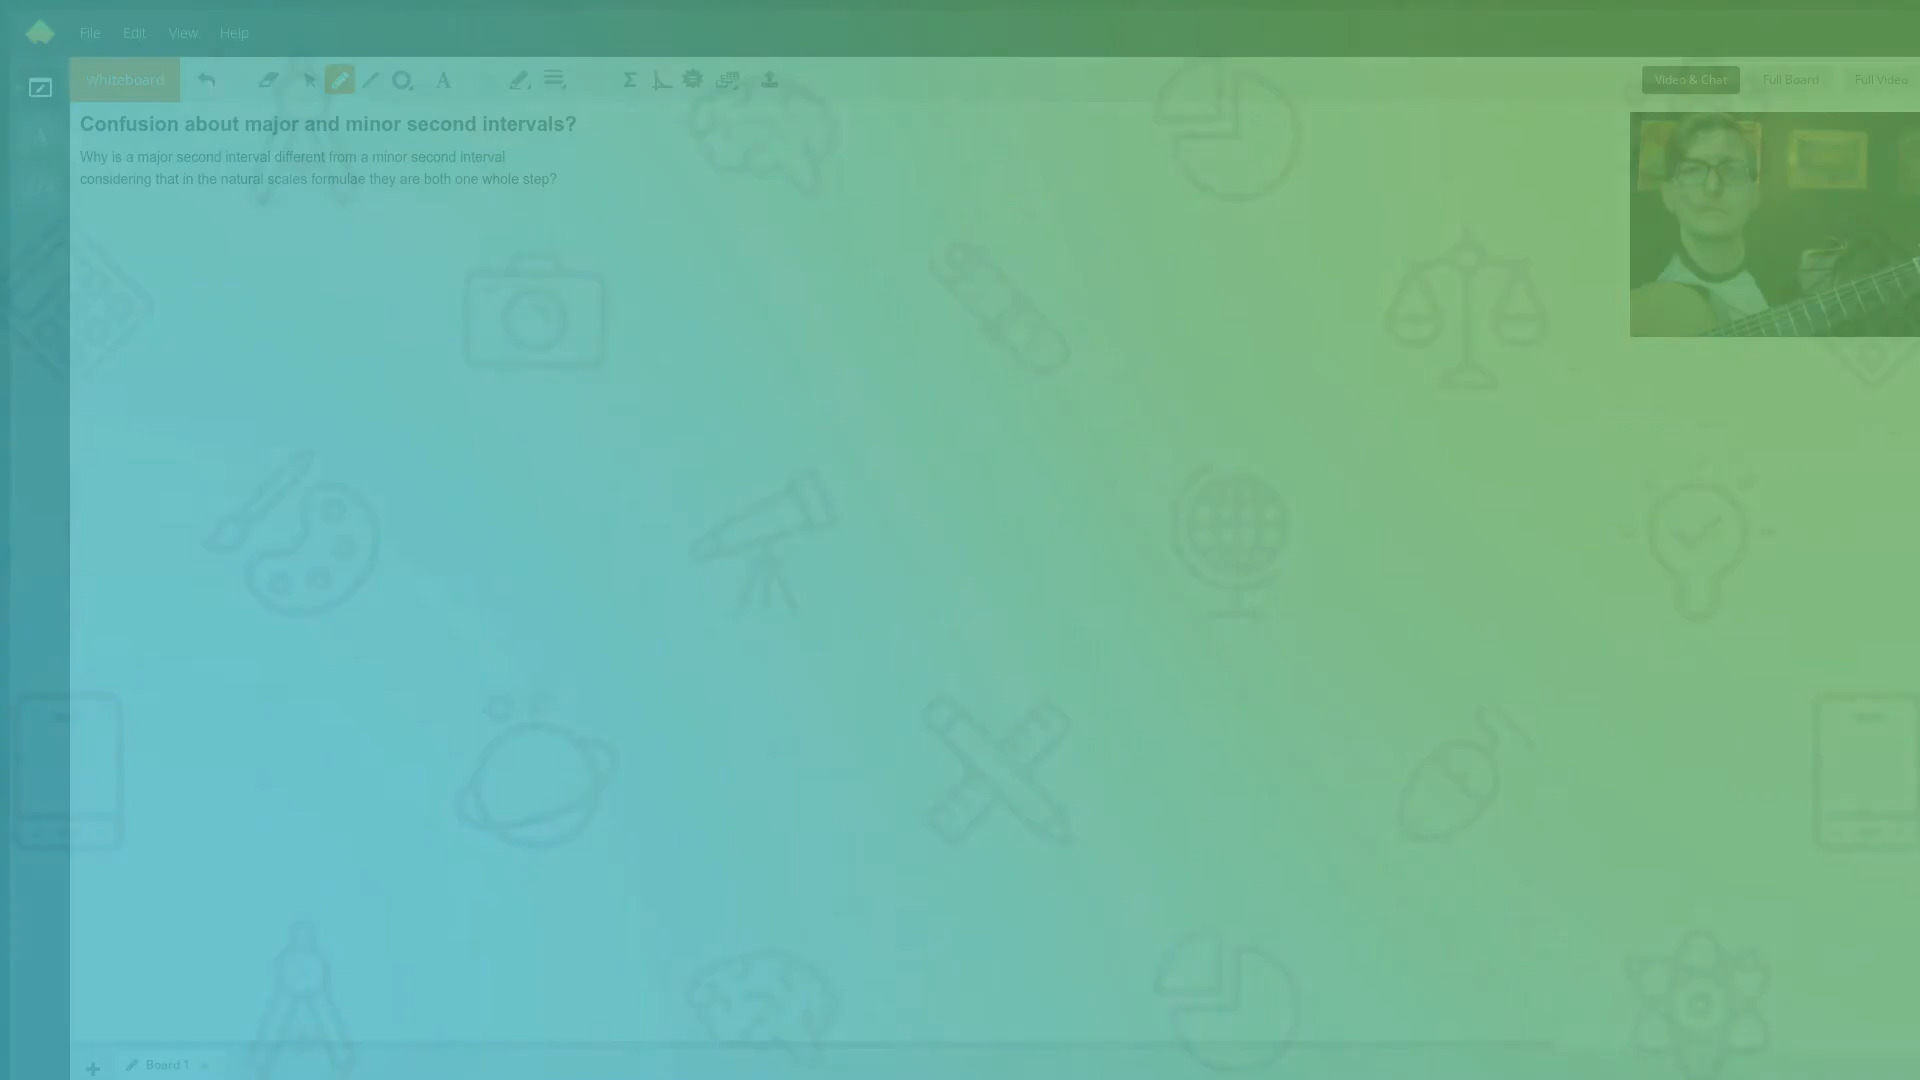 File Edit View Help
Whiteboard
A
Σ
Video & Chat Full Board Full Video
Confusion about major and minor second intervals?
Why is a major second interval different from a minor second interval
considering that in the natural scales formulae they are both one whole step?
Board 1